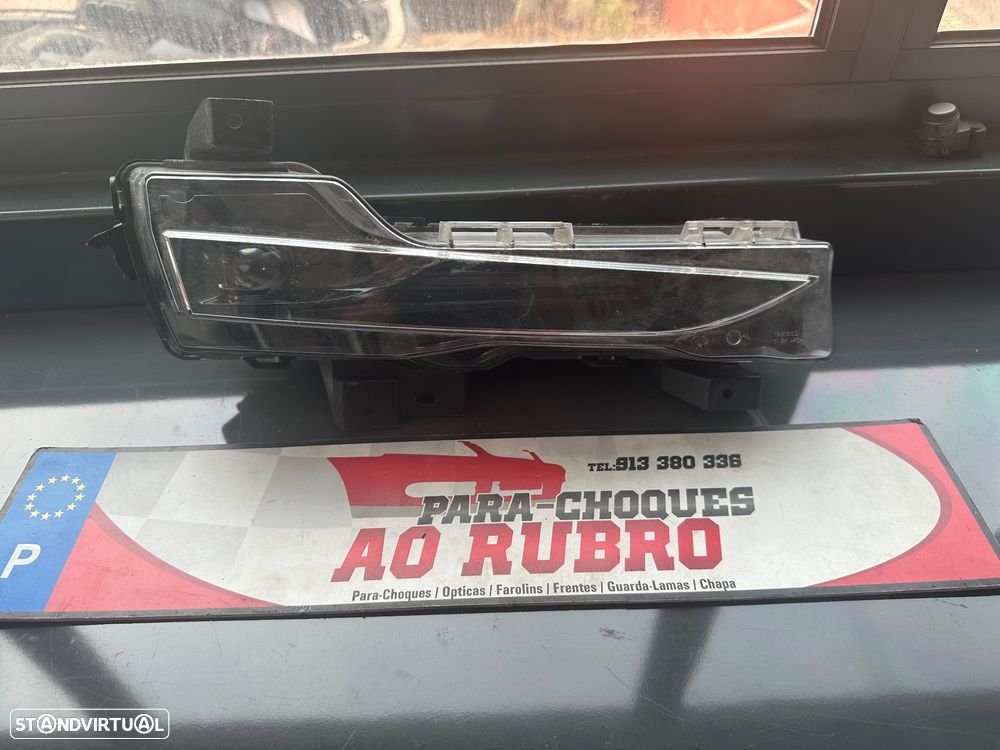 TEL:913 380 336
PARA-CHOQUES
AO RUBRO
Para-Choques / Opticas / Farolins / Frentes / Guarda-Lamas / Chapa
P
STANDVIRTUAL